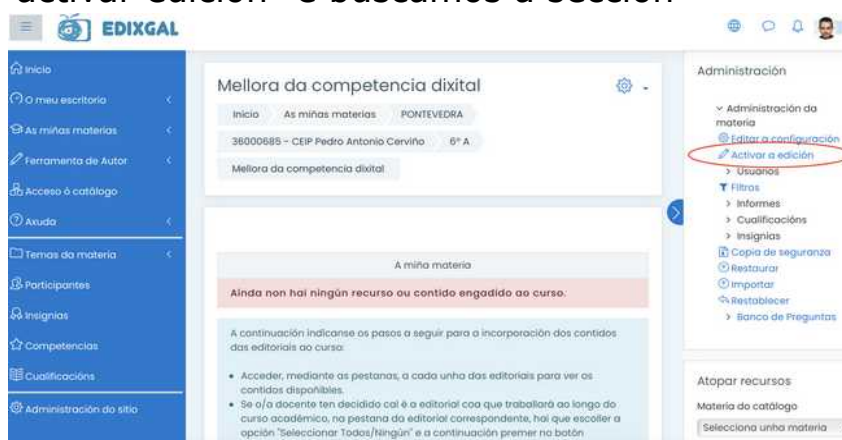 activar edición" e buscamos a sección
EDIXGAL
Inicio
O meu escritorio
As miñas materias
Ferramenta de Autor
Acceso ó catálogo
Axuda
Temas da materia
Participantes
Insignias
Competencias
Cualificacións
Administración do sitio
Mellora da competencia dixital
Inicio As miñas materias PONTEVEDRA
36000685 - CEIP Pedro Antonio Cerviño 6º A
Mellora da competencia dixital
A miña materia
Aínda non hai ningún recurso ou contido engadido ao curso.
A continuación indícanse os pasos a seguir para a incorporación dos contidos
das editoriais ao curso:
• Acceder, mediante as pestanas, a cada unha das editoriais para ver os
contidos dispoñibles.
• Se o/a docente ten decidido cal é a editorial coa que traballará ao longo do
curso académico, na pestana da editorial correspondente, hai que escoller a
opción "Seleccionar Todos/Ningún" e a continuación premer no botón
Administración
Administración da
materia
Editar a configuración
Activar a edición
Usuarios
Filtros
Informes
Cualificacións
Insignias
Copia de seguranza
Restaurar
Importar
Restablecer
Banco de Preguntas
Atopar recursos
Materia do catálogo
Selecciona unha materia